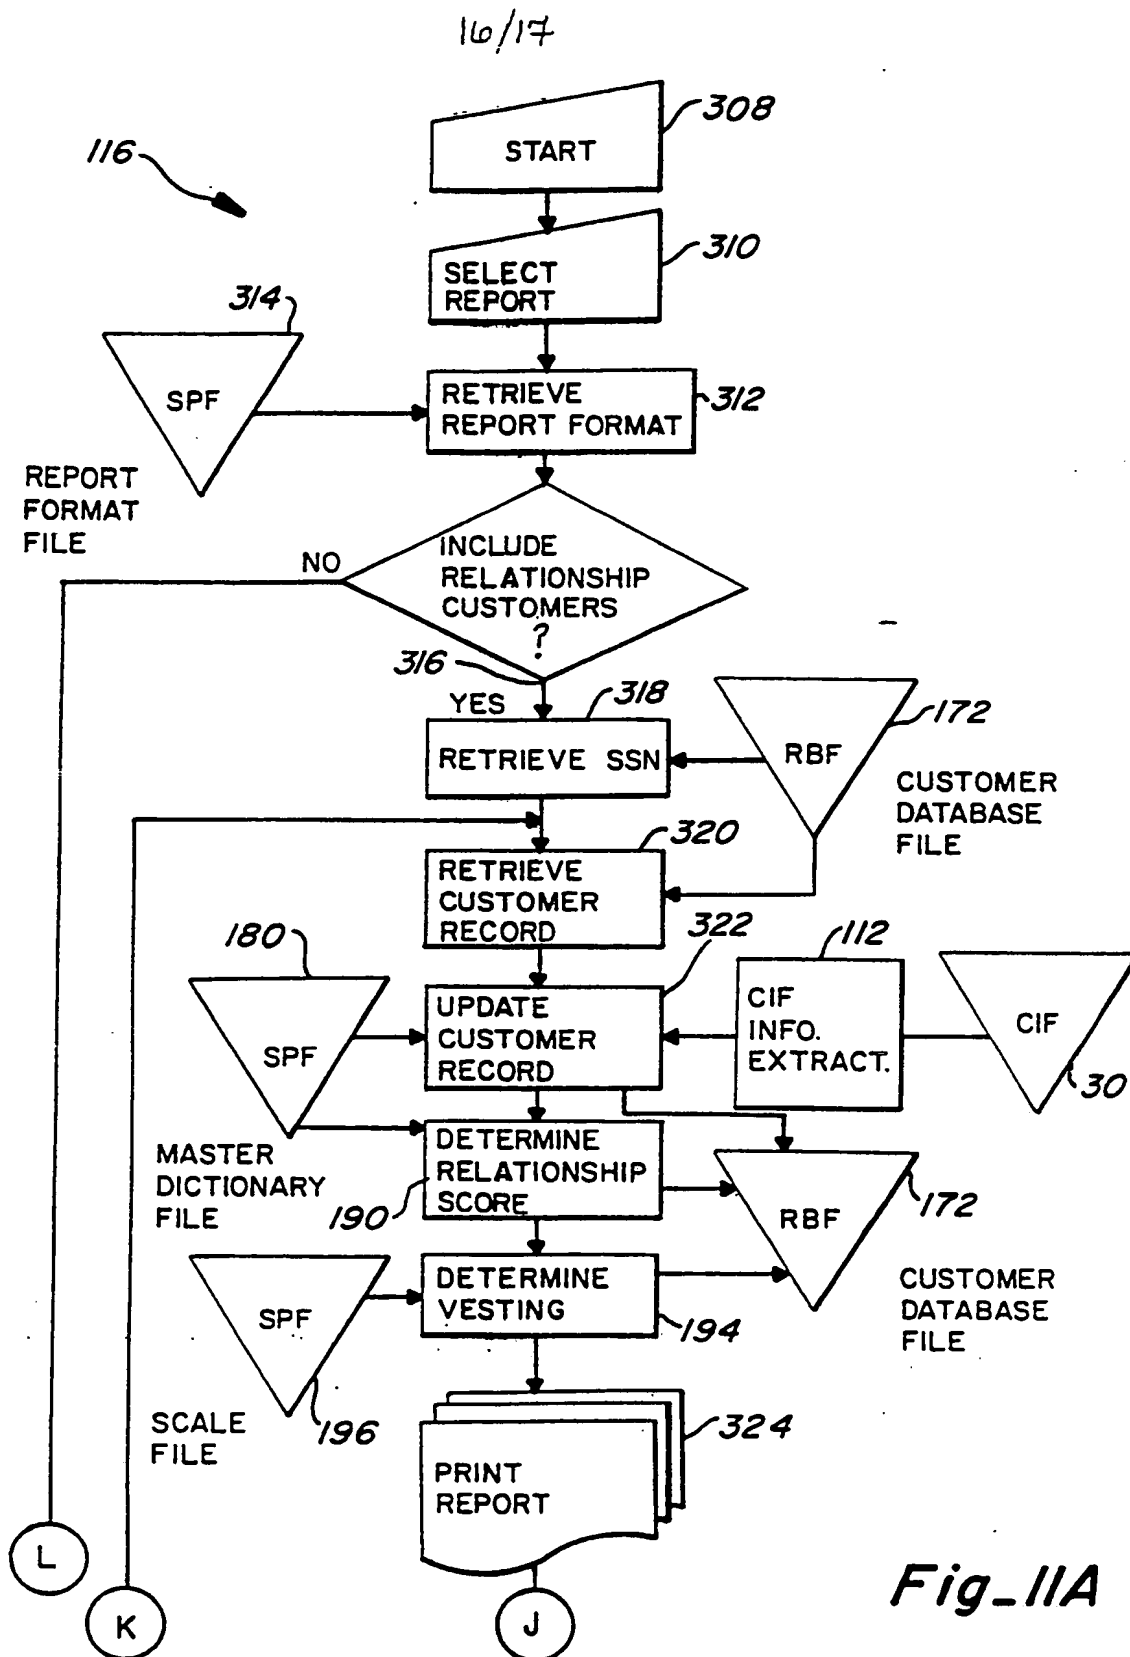 16/17
308
START
116
310
SELECT
REPORT
314
SPF
RETRIEVE
REPORT FORMAT
312
REPORT
FORMAT
FILE
INCLUDE
RELATIONSHIP
CUSTOMERS
?
NO
316
YES
318
RETRIEVE SSN
RBF
172
CUSTOMER
DATABASE
FILE
320
RETRIEVE
CUSTOMER
RECORD
180
SPF
322
UPDATE
CUSTOMER
RECORD
112
CIF
INFO.
EXTRACT.
CIF
30
MASTER
DICTIONARY
FILE
190
DETERMINE
RELATIONSHIP
SCORE
RBF
172
CUSTOMER
DATABASE
FILE
SPF
DETERMINE
VESTING
194
SCALE
FILE
196
324
PRINT
REPORT
L
K
J
Fig_11A